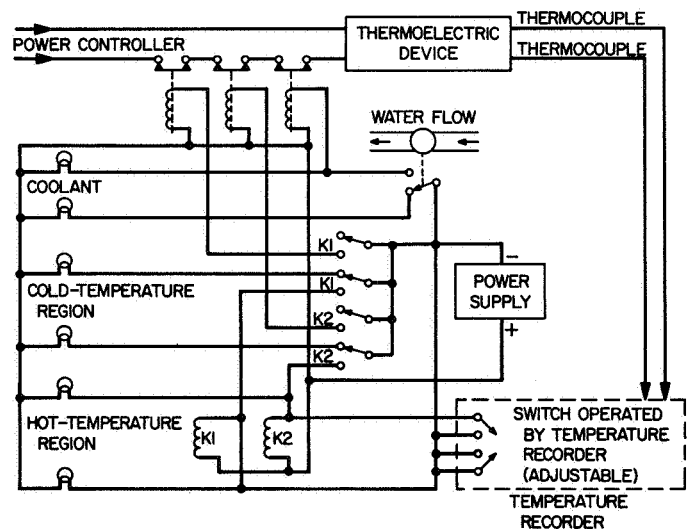 THERMOCOUPLE
POWER CONTROLLER
THERMOELECTRIC
DEVICE
THERMOCOUPLE
WATER FLOW
COOLANT
K1
K1
COLD-TEMPERATURE
REGION
K2
K2
−
POWER
SUPPLY
+
HOT-TEMPERATURE
REGION
K1
K2
SWITCH OPERATED
BY TEMPERATURE
RECORDER
(ADJUSTABLE)
TEMPERATURE
RECORDER